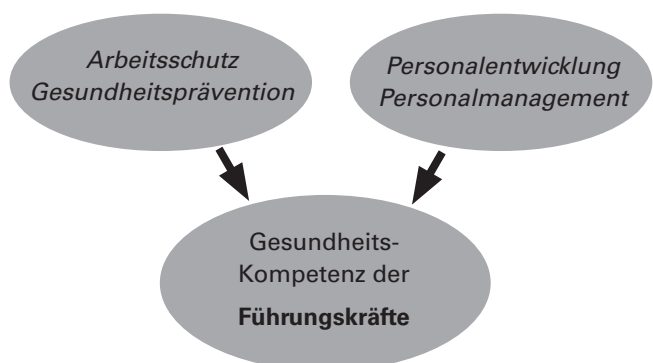 Arbeitsschutz
Gesundheitsprävention
Personalentwicklung
Personalmanagement
Gesundheits-
Kompetenz der
Führungskräfte